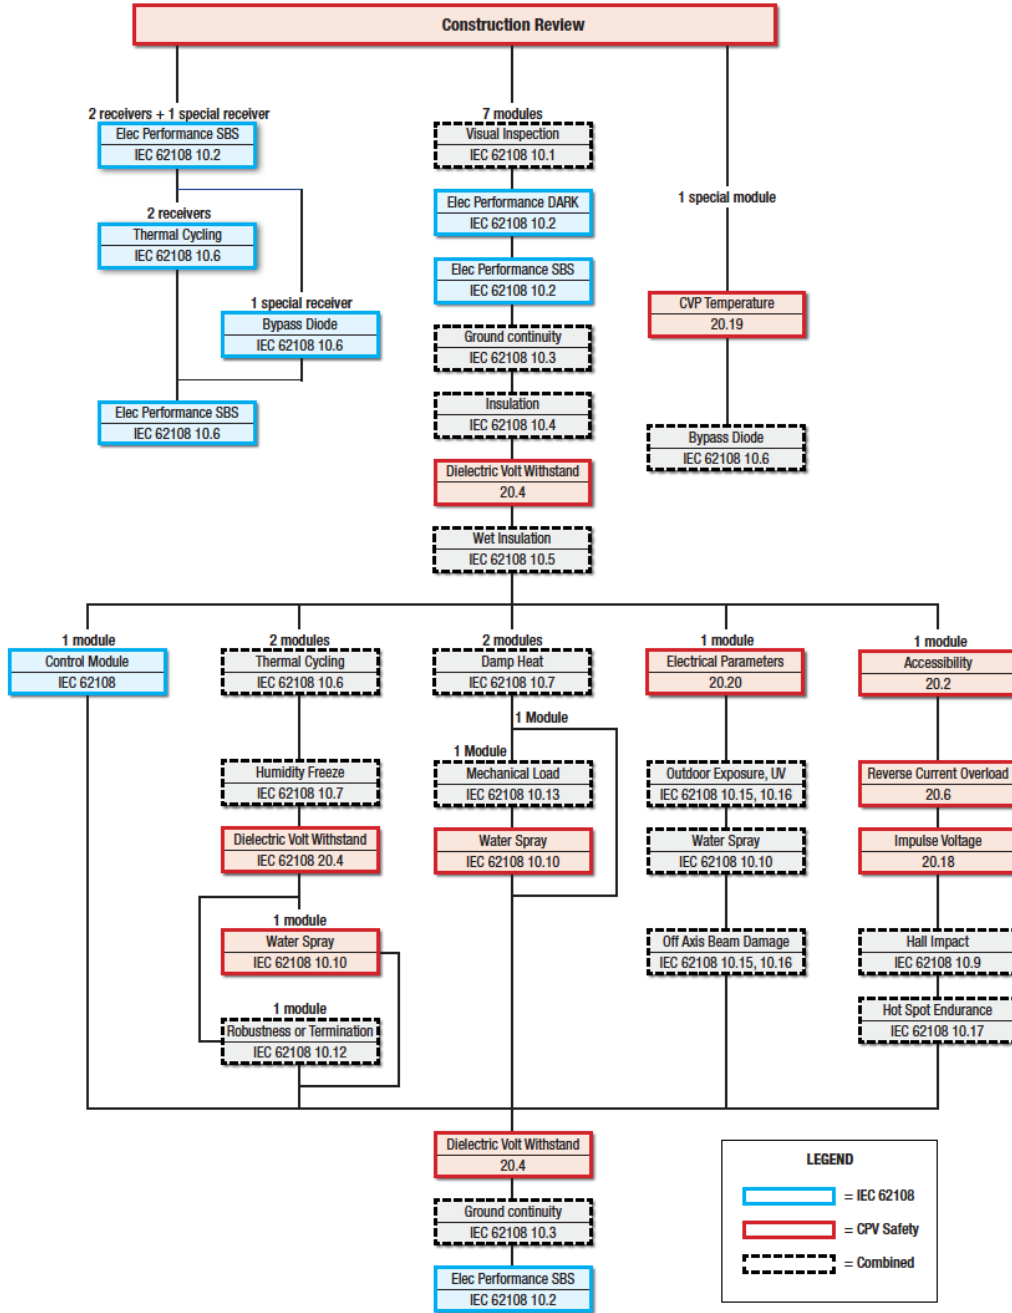 Construction Review
2 receivers + 1 special receiver
Elec Performance SBS
IEC 62108 10.2
2 receivers
Thermal Cycling
IEC 62108 10.6
1 special receiver
Bypass Diode
IEC 62108 10.6
Elec Performance SBS
IEC 62108 10.6
7 modules
Visual Inspection
IEC 62108 10.1
Elec Performance DARK
IEC 62108 10.2
Elec Performance SBS
IEC 62108 10.2
Ground continuity
IEC 62108 10.3
Insulation
IEC 62108 10.4
Dielectric Volt Withstand
20.4
Wet Insulation
IEC 62108 10.5
1 special module
CVP Temperature
20.19
Bypass Diode
IEC 62108 10.6
1 module
Control Module
IEC 62108
2 modules
Thermal Cycling
IEC 62108 10.6
Humidity Freeze
IEC 62108 10.7
Dielectric Volt Withstand
IEC 62108 20.4
1 module
Water Spray
IEC 62108 10.10
1 module
Robustness or Termination
IEC 62108 10.12
2 modules
Damp Heat
IEC 62108 10.7
1 Module
1 Module
Mechanical Load
IEC 62108 10.13
Water Spray
IEC 62108 10.10
1 module
Electrical Parameters
20.20
Outdoor Exposure, UV
IEC 62108 10.15, 10.16
Water Spray
IEC 62108 10.10
Off Axis Beam Damage
IEC 62108 10.15, 10.16
1 module
Accessibility
20.2
Reverse Current Overload
20.6
Impulse Voltage
20.18
Hall Impact
IEC 62108 10.9
Hot Spot Endurance
IEC 62108 10.17
Dielectric Volt Withstand
20.4
Ground continuity
IEC 62108 10.3
Elec Performance SBS
IEC 62108 10.2
LEGEND
= IEC 62108
= CPV Safety
= Combined